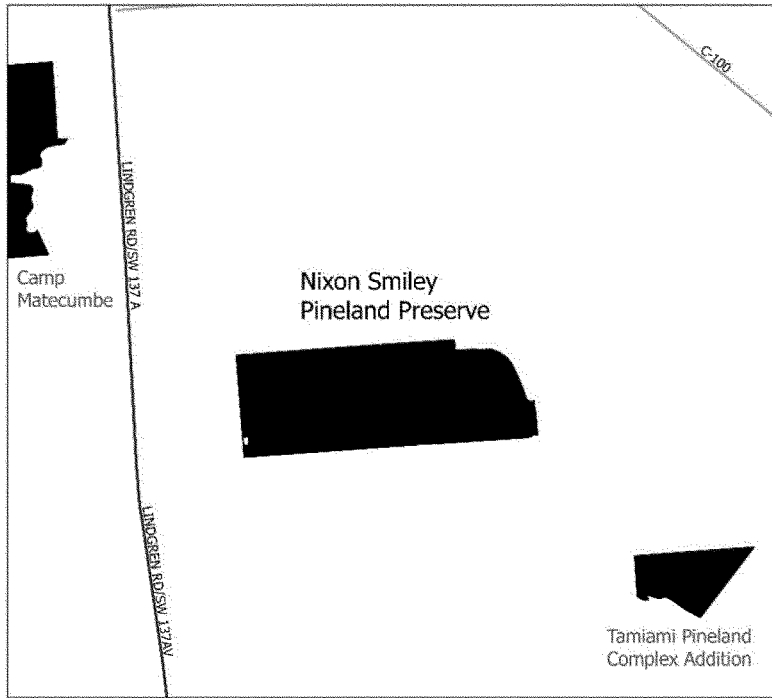 C-100
LINDGREN RD/SW 137 A
Camp
Matecumbe
Nixon Smiley
Pineland Preserve
LINDGREN RD/SW 137AV
Tamiami Pineland
Complex Addition